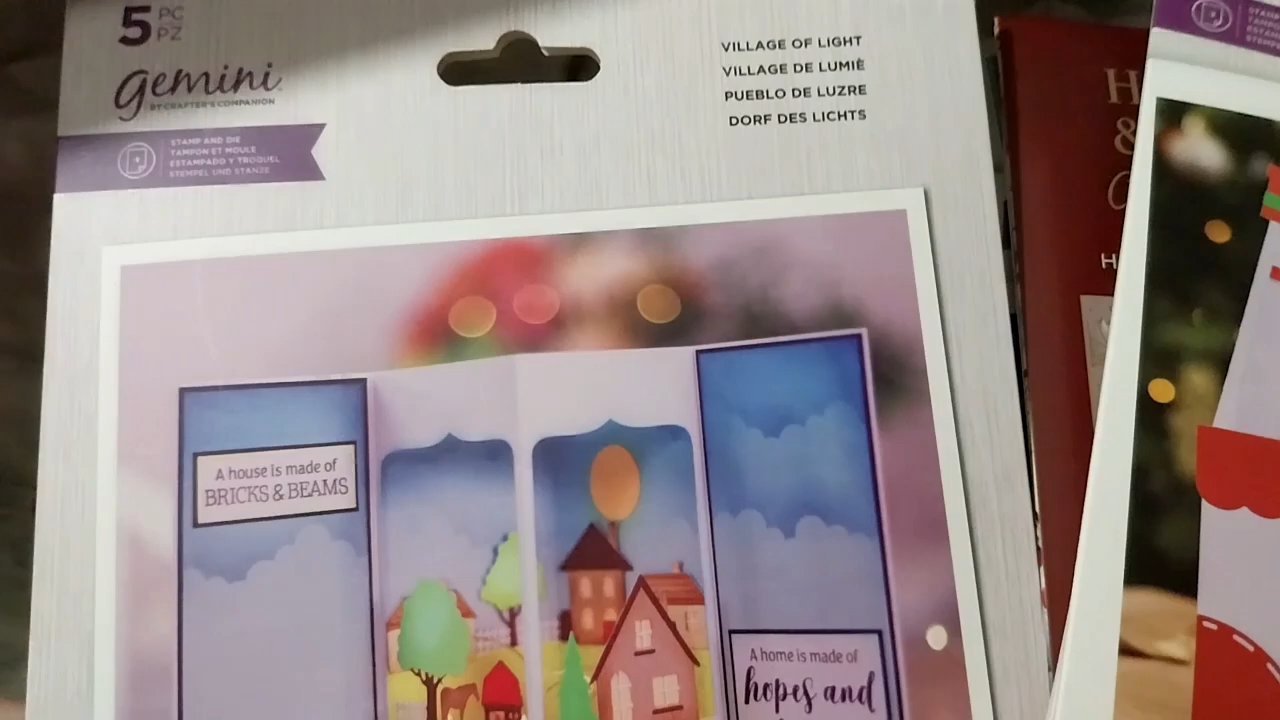 5 PC
PZ
gemini
BY CRAFTER'S COMPANION
STAMP AND DIE
TAMPON ET MOULE
ESTAMPADO Y TROQUEL
STEMPEL UND STANZE
VILLAGE OF LIGHT
VILLAGE DE LUMIÈ
PUEBLO DE LUZRE
DORF DES LICHTS
A house is made of
BRICKS & BEAMS
A home is made of
hopes and
H
&
H